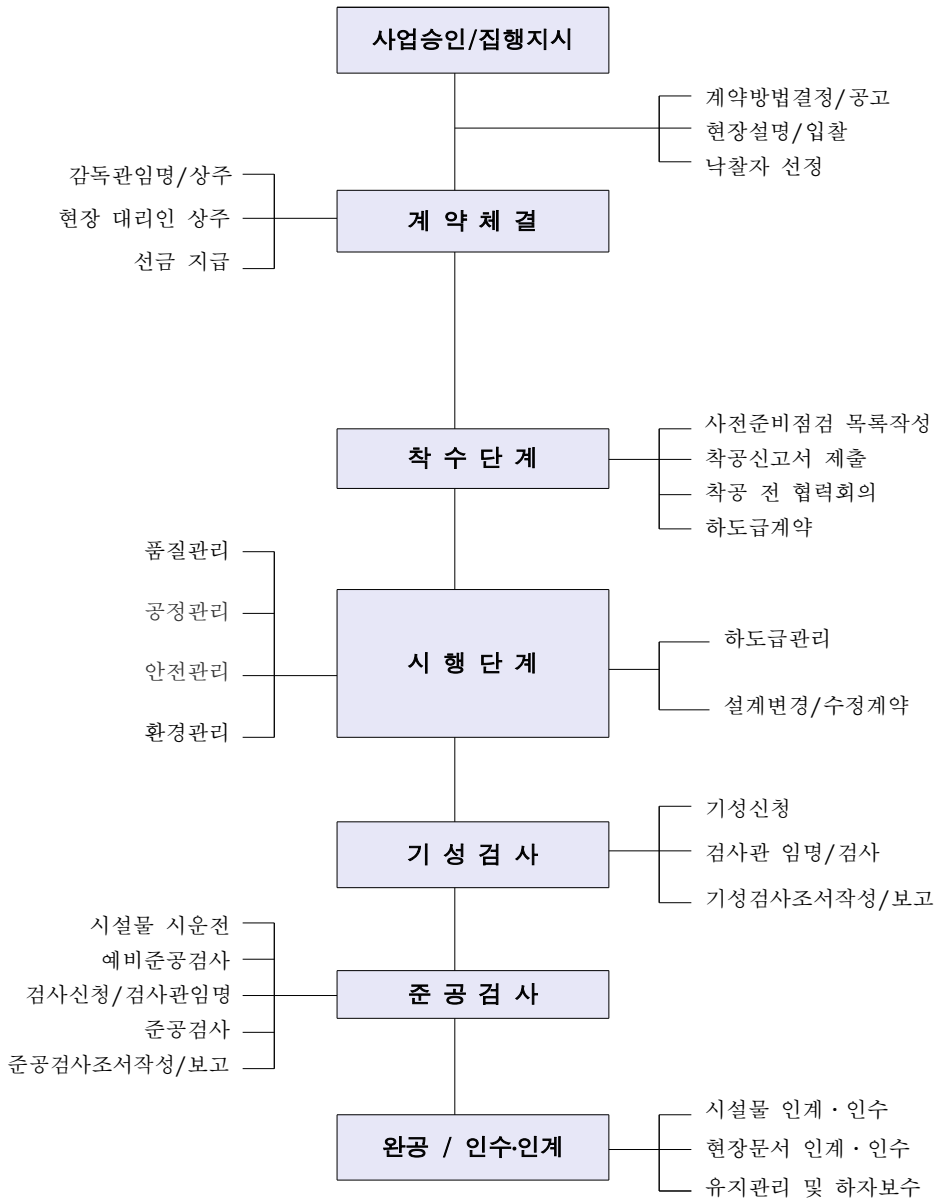 사업승인/집행지시
계약방법결정/공고
현장설명/입찰
낙찰자 선정
감독관임명/상주
현장 대리인 상주
선금 지급
계 약 체 결
착 수 단 계
사전준비점검 목록작성
착공신고서 제출
착공 전 협력회의
하도급계약
품질관리
공정관리
안전관리
환경관리
시 행 단 계
하도급관리
설계변경/수정계약
기 성 검 사
기성신청
검사관 임명/검사
기성검사조서작성/보고
시설물 시운전
예비준공검사
검사신청/검사관임명
준공검사
준공검사조서작성/보고
준 공 검 사
완공 / 인수·인계
시설물 인계·인수
현장문서 인계·인수
유지관리 및 하자보수